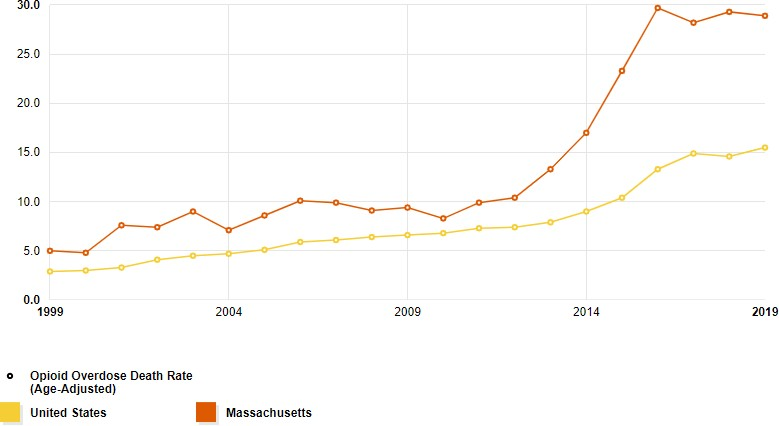 30.0
25.0
20.0
15.0
10.0
5.0
0.0
1999 2004 2009 2014 2019
Opioid Overdose Death Rate
(Age-Adjusted)
United States Massachusetts